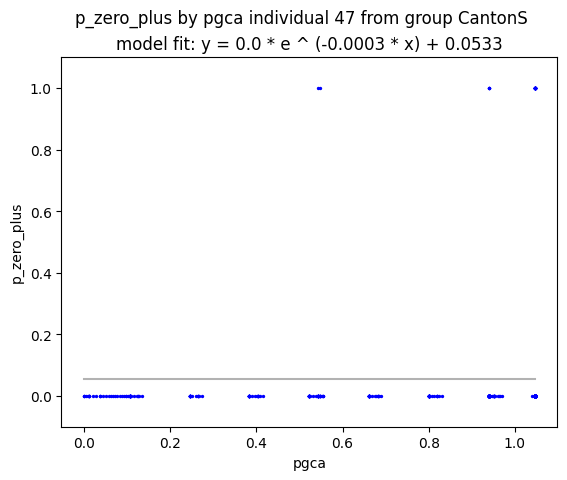 p_zero_plus by pgca individual 47 from group CantonS
model fit: y = 0.0 * e ^ (-0.0003 * x) + 0.0533
1.0
0.8
0.6
0.4
0.2
0.0
p_zero_plus
0.0 0.2 0.4 0.6 0.8 1.0
pgca